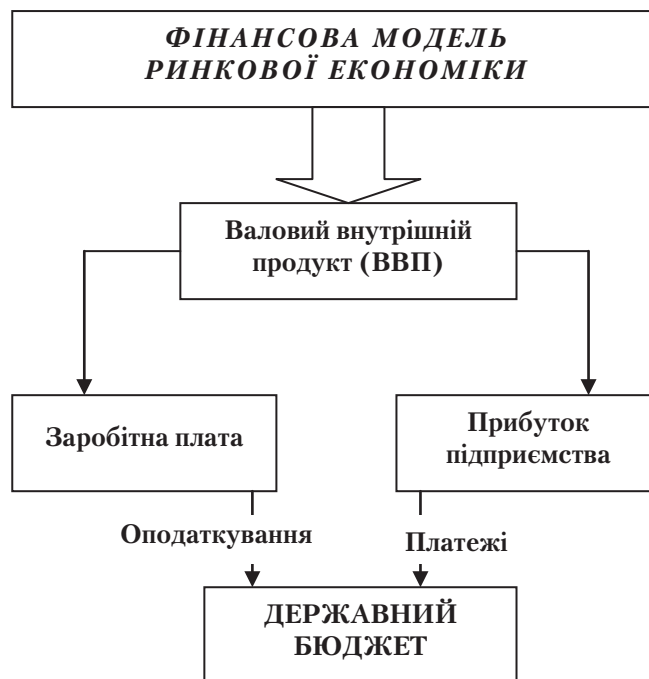 ФІНАНСОВА МОДЕЛЬ
РИНКОВОЇ ЕКОНОМІКИ
Валовий внутрішній
продукт (ВВП)
Заробітна плата
Прибуток
підприємства
Оподаткування
Платежі
ДЕРЖАВНИЙ
БЮДЖЕТ